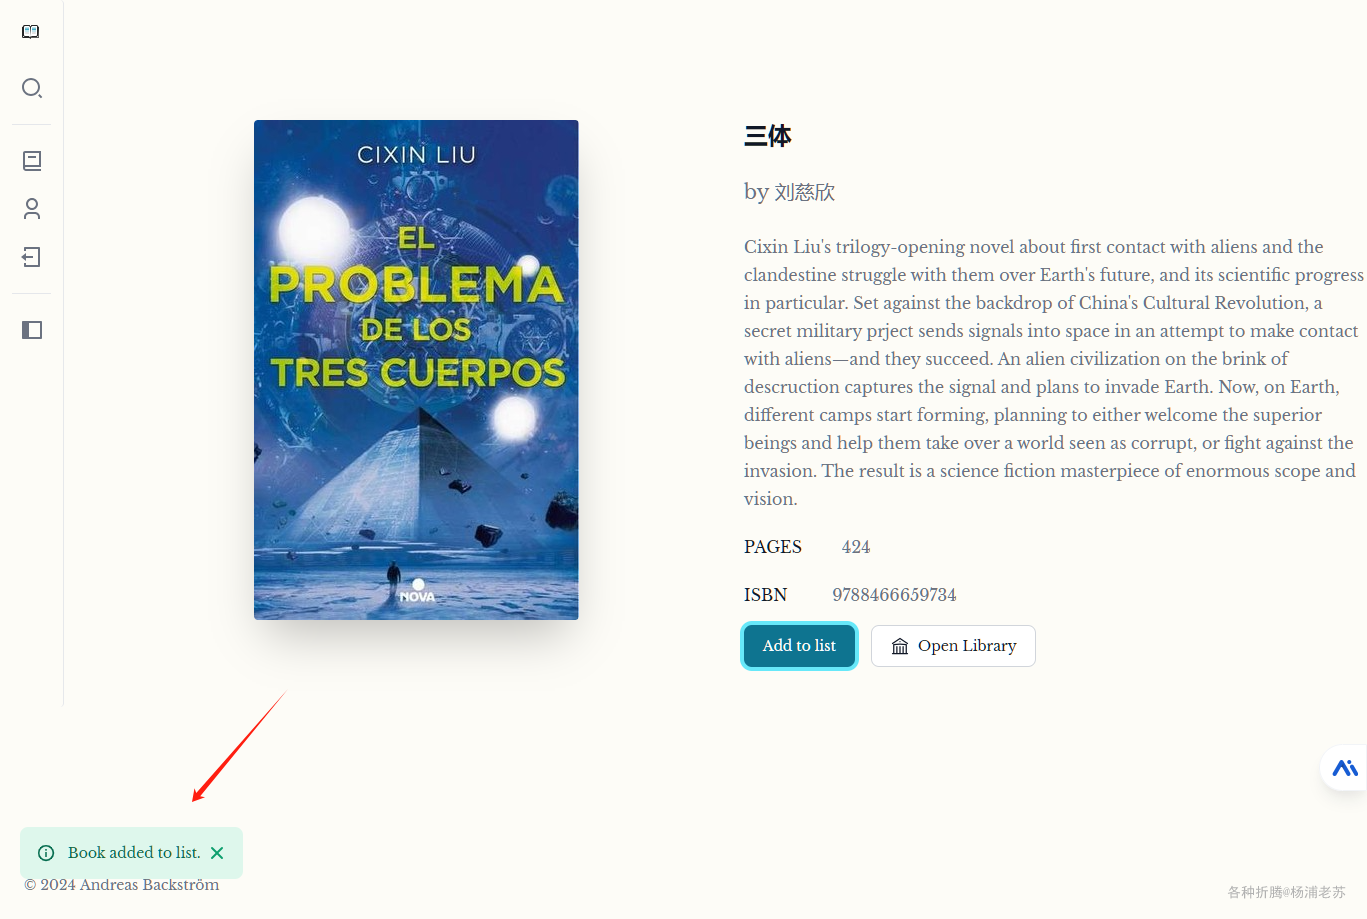 CIXIN LIU
EL
PROBLEMA
DE LOS
TRES CUERPOS
NOVA
三体
by 刘慈欣
Cixin Liu's trilogy-opening novel about first contact with aliens and the
clandestine struggle with them over Earth's future, and its scientific progress
in particular. Set against the backdrop of China's Cultural Revolution, a
secret military prject sends signals into space in an attempt to make contact
with aliens—and they succeed. An alien civilization on the brink of
descruction captures the signal and plans to invade Earth. Now, on Earth,
different camps start forming, planning to either welcome the superior
beings and help them take over a world seen as corrupt, or fight against the
invasion. The result is a science fiction masterpiece of enormous scope and
vision.
PAGES 424
ISBN 9788466659734
Add to list
Open Library
Book added to list.
© 2024 Andreas Backström
各种折腾@杨浦老苏